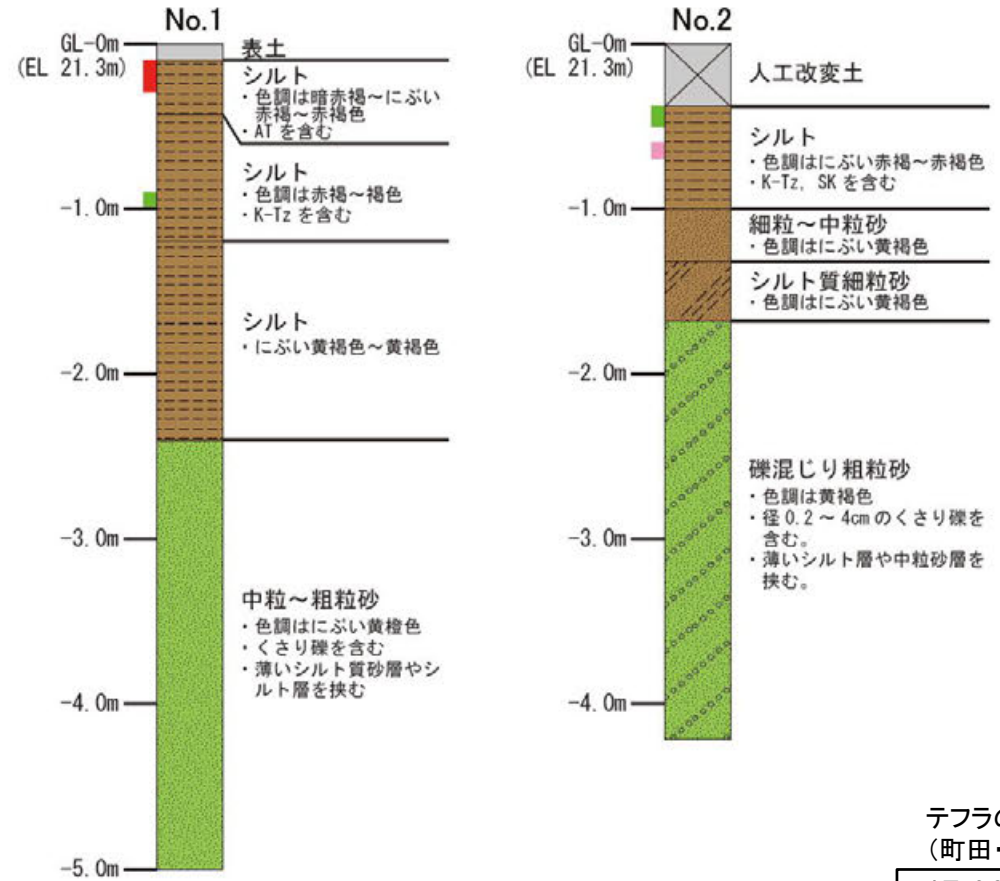 No.1
GL-0m
(EL 21.3m)
-1.0m
-2.0m
-3.0m
-4.0m
-5.0m
表土
シルト
・色調は暗赤褐～にぶい
赤褐～赤褐色
・ATを含む
シルト
・色調は赤褐～褐色
・K-Tzを含む
シルト
・にぶい黄褐色～黄褐色
中粒～粗粒砂
・色調はにぶい黄橙色
・くさり礫を含む
・薄いシルト質砂層やシ
ルト層を挟む
No.2
GL-0m
(EL 21.3m)
-1.0m
-2.0m
-3.0m
-4.0m
人工改変土
シルト
・色調はにぶい赤褐～赤褐色
・K-Tz, SKを含む
細粒～中粒砂
・色調はにぶい黄褐色
シルト質細粒砂
・色調はにぶい黄褐色
礫混じり粗粒砂
・色調は黄褐色
・径0.2～4cmのくさり礫を
含む。
・薄いシルト層や中粒砂層を
挟む。
テフラの
（町田・